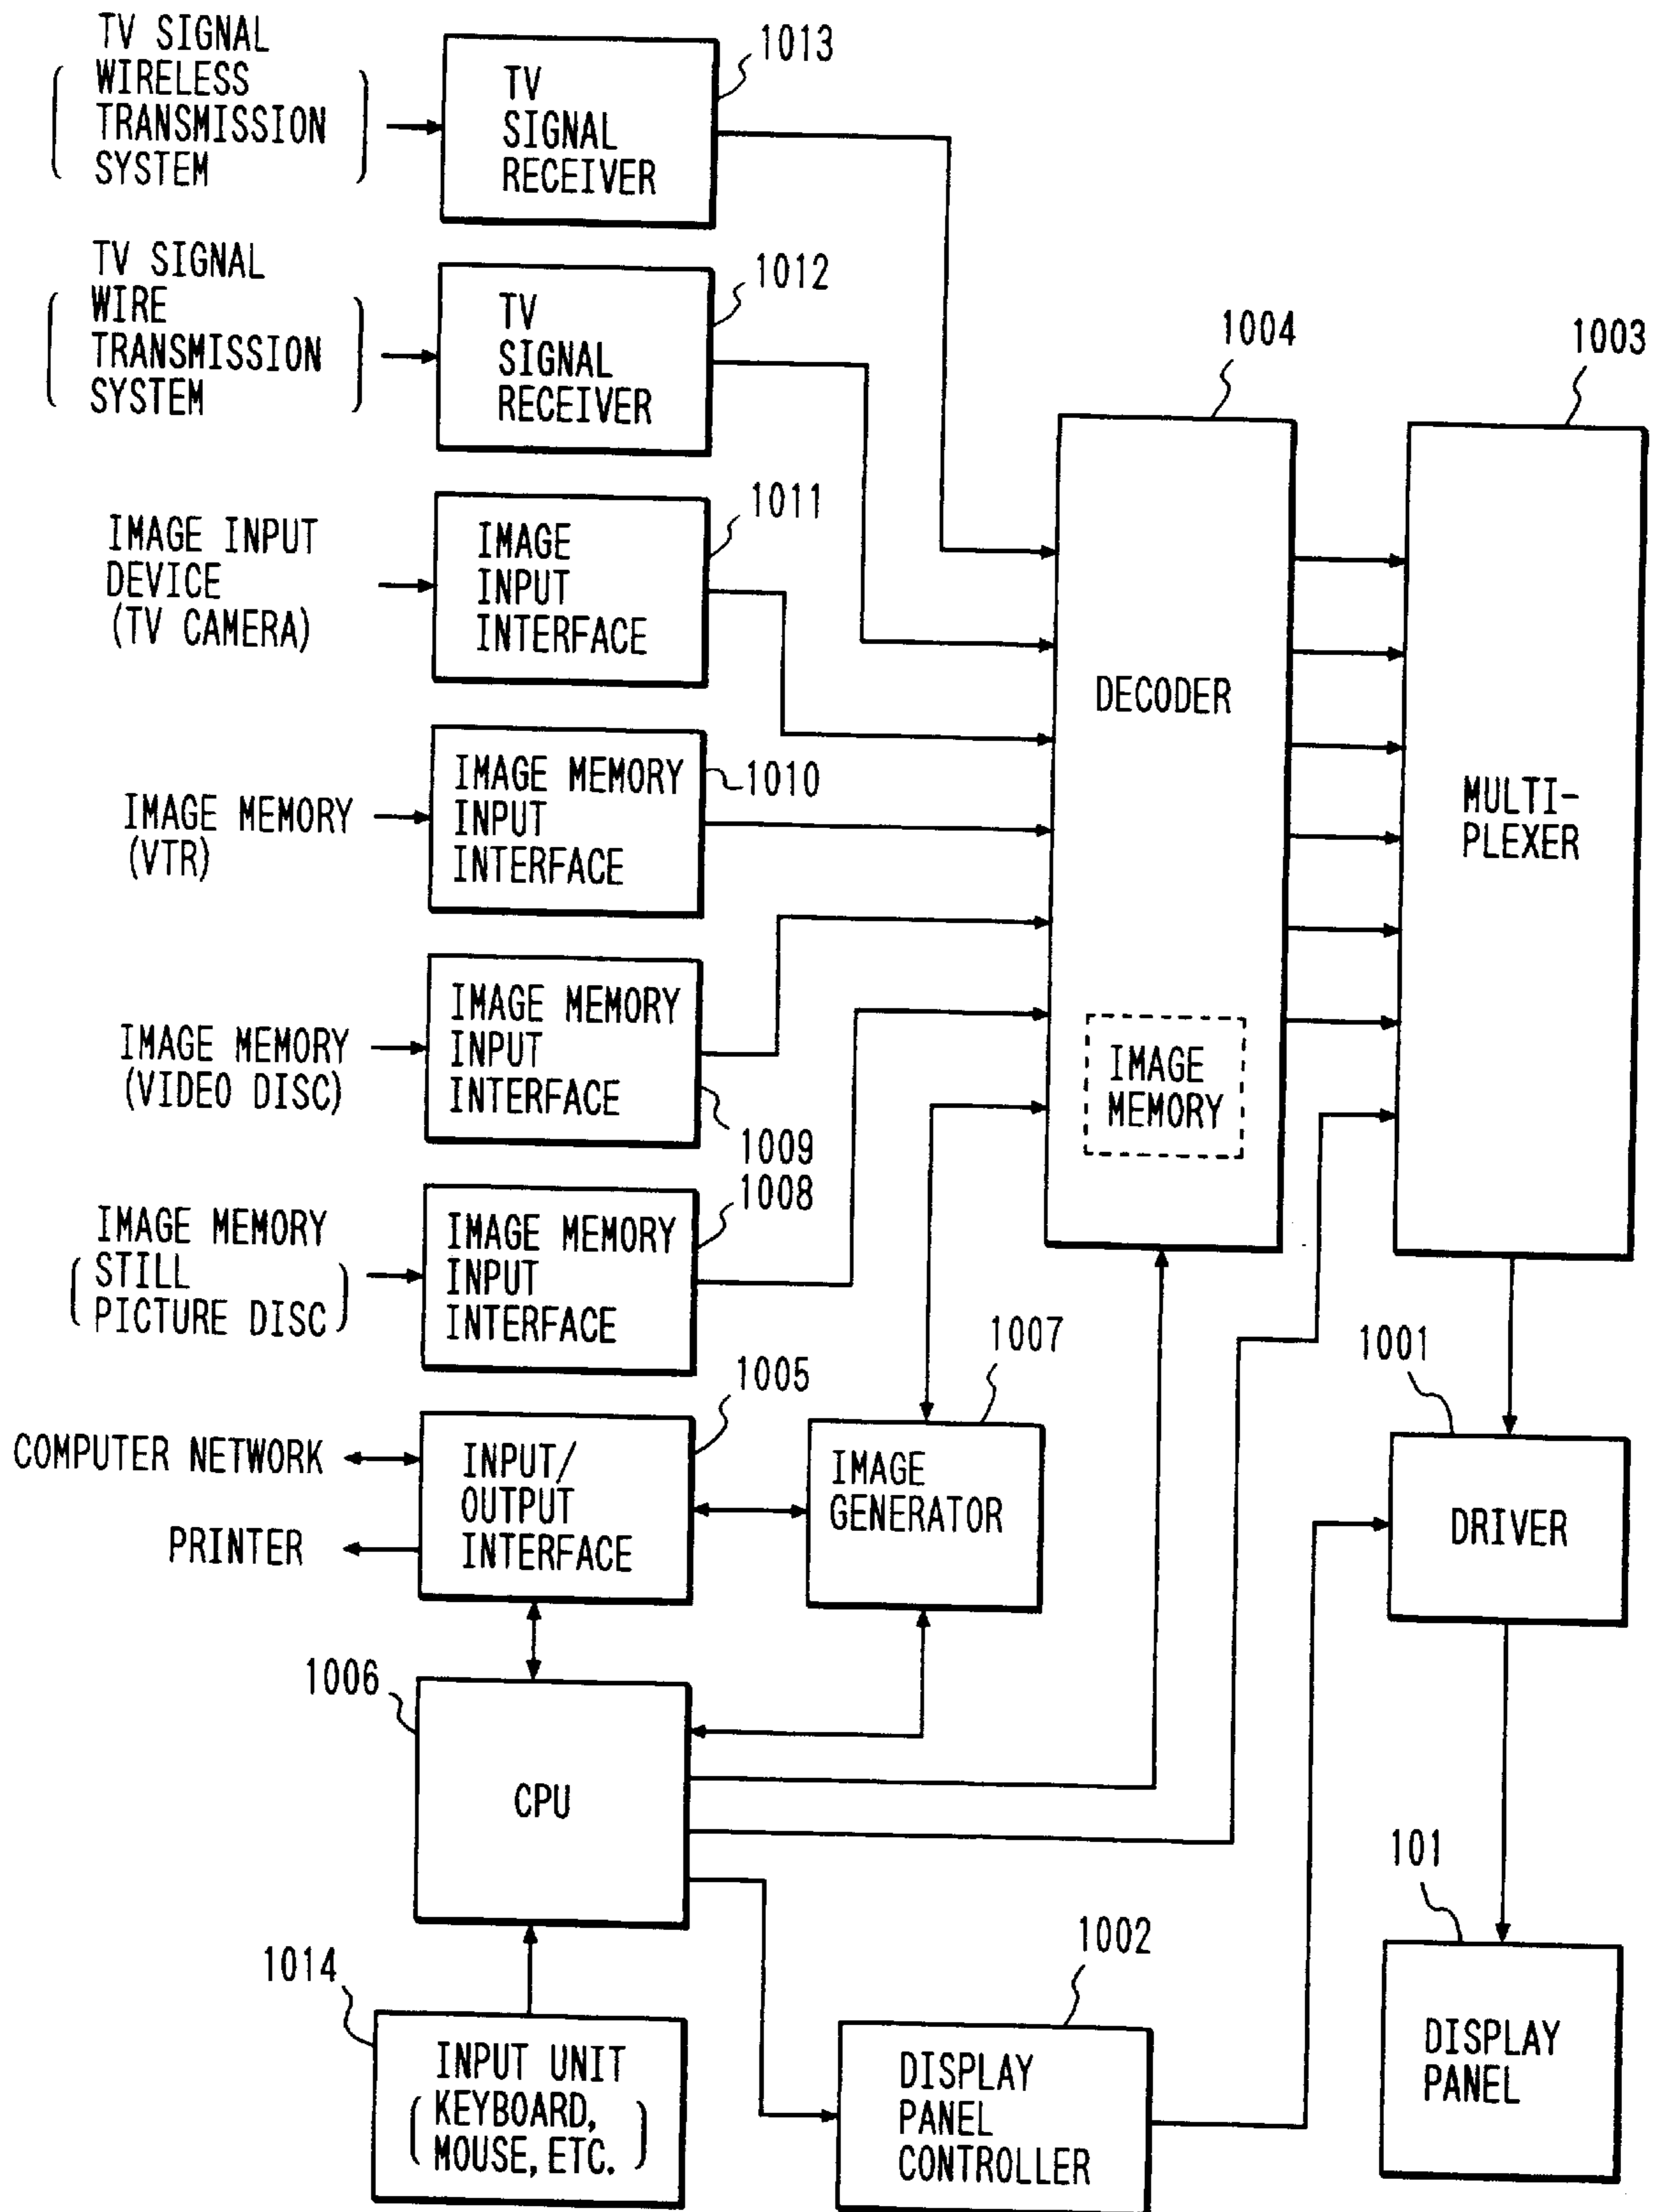 TV SIGNAL
WIRELESS
TRANSMISSION
SYSTEM
TV
SIGNAL
RECEIVER
1013
TV SIGNAL
WIRE
TRANSMISSION
SYSTEM
TV
SIGNAL
RECEIVER
1012
IMAGE INPUT
DEVICE
(TV CAMERA)
IMAGE
INPUT
INTERFACE
1011
IMAGE MEMORY
(VTR)
IMAGE MEMORY
INPUT
INTERFACE
1010
IMAGE MEMORY
(VIDEO DISC)
IMAGE MEMORY
INPUT
INTERFACE
1009
IMAGE MEMORY
STILL
PICTURE DISC
IMAGE MEMORY
INPUT
INTERFACE
1008
1004
DECODER
IMAGE
MEMORY
1003
MULTI-
PLEXER
COMPUTER NETWORK
PRINTER
INPUT/
OUTPUT
INTERFACE
1005
IMAGE
GENERATOR
1007
1001
DRIVER
1006
CPU
101
DISPLAY
PANEL
1014
INPUT UNIT
KEYBOARD,
MOUSE, ETC.
1002
DISPLAY
PANEL
CONTROLLER